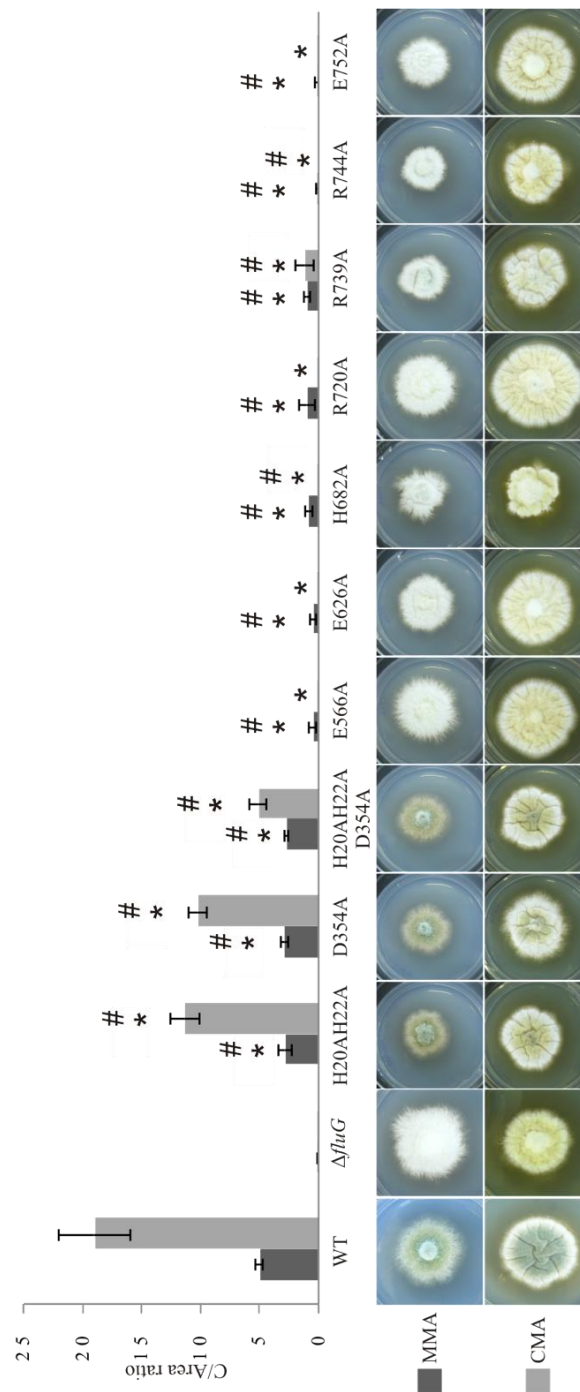 C/Area ratio
25
20
15
10
5
0
# * # * # * # * # * # * # * * # * * # * # * # * * # * # * # * # * # * *
WT
ΔfluG
H20AH22A
D354A
H20AH22A
D354A
E566A
E626A
H682A
R720A
R739A
R744A
E752A
MMA
CMA